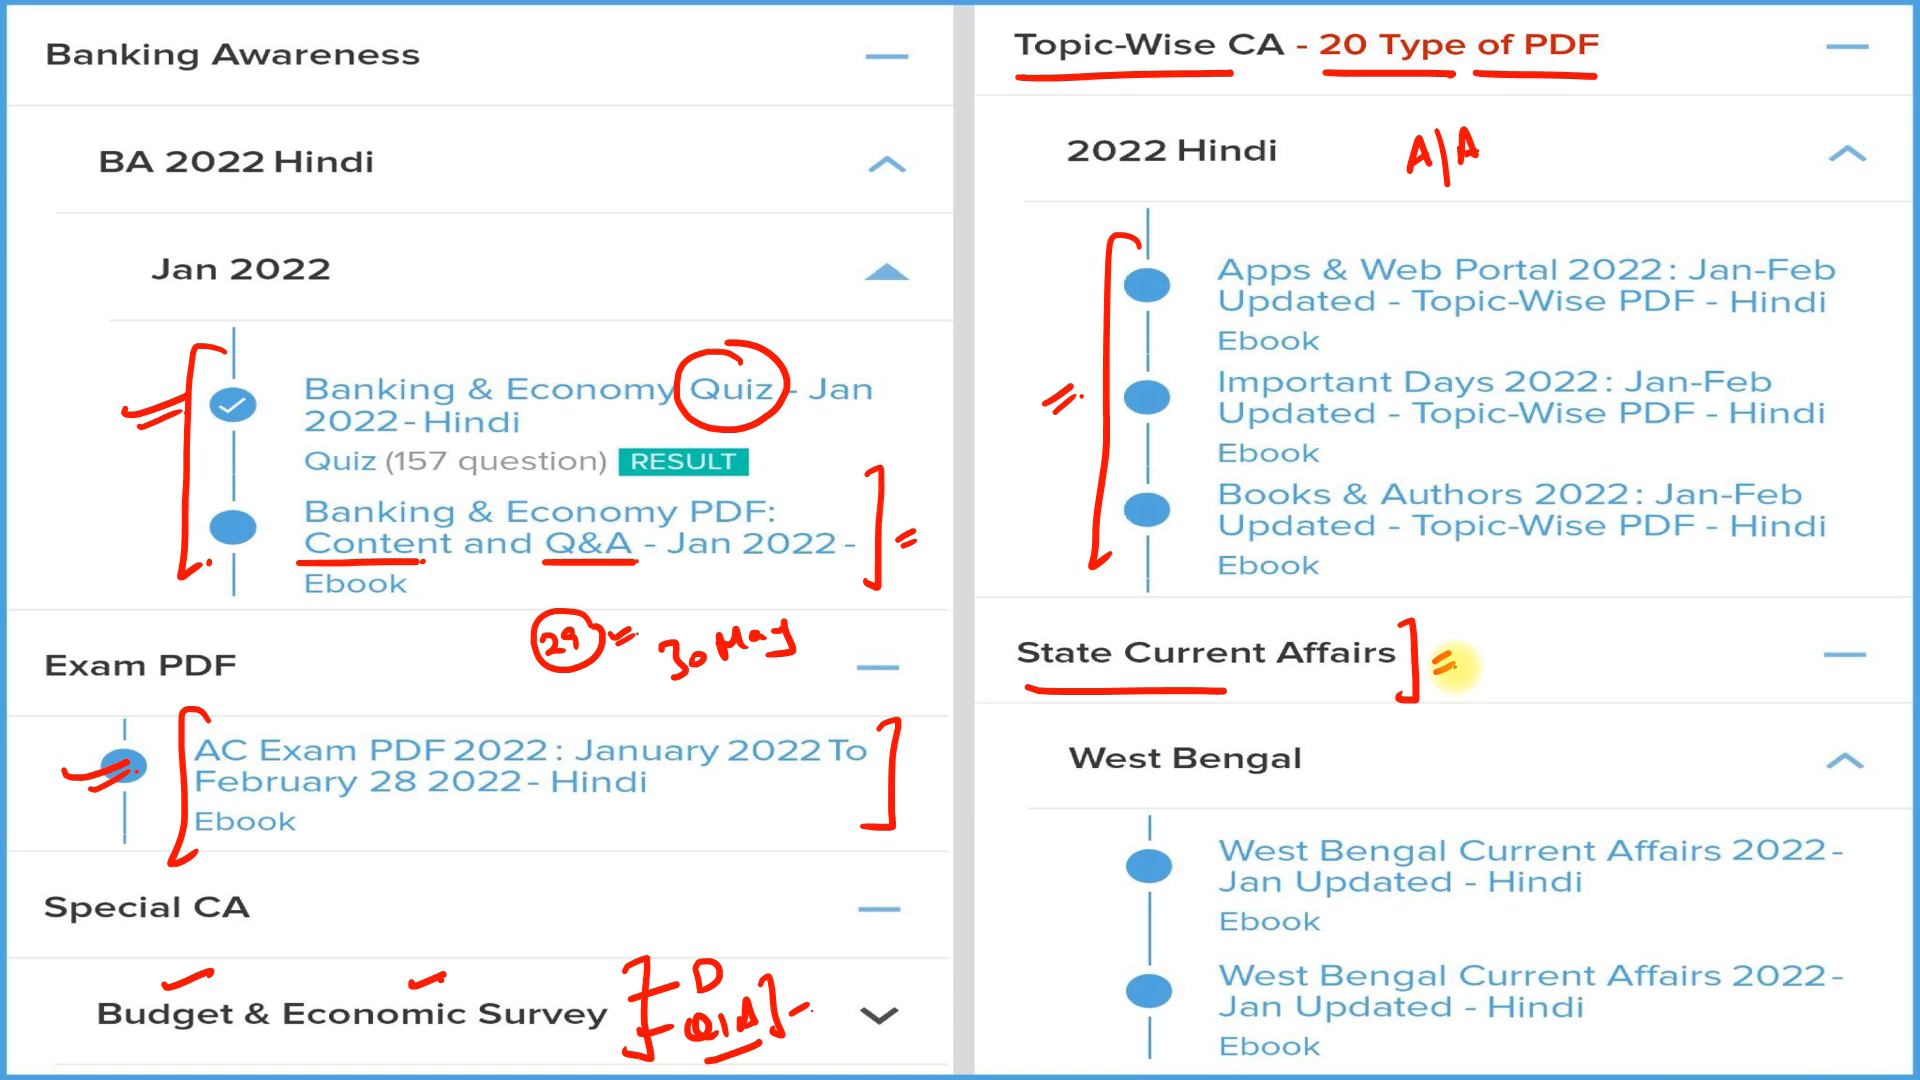 Banking Awareness
BA 2022 Hindi
Jan 2022
Banking & Economy Quiz - Jan
2022-Hindi
Quiz (157 question) RESULT
Banking & Economy PDF:
Content and Q&A - Jan 2022 -
Ebook
29 = 30 May
Exam PDF
AC Exam PDF 2022: January 2022 To
February 28 2022- Hindi
Ebook
Special CA
D
Budget & Economic Survey
Topic-Wise CA - 20 Type of PDF
2022 Hindi A|A
Apps & Web Portal 2022: Jan-Feb
Updated - Topic-Wise PDF - Hindi
Ebook
Important Days 2022: Jan-Feb
Updated - Topic-Wise PDF - Hindi
Ebook
Books & Authors 2022: Jan-Feb
Updated - Topic-Wise PDF - Hindi
Ebook
State Current Affairs
West Bengal
West Bengal Current Affairs 2022-
Jan Updated - Hindi
Ebook
West Bengal Current Affairs 2022-
Jan Updated - Hindi
Ebook